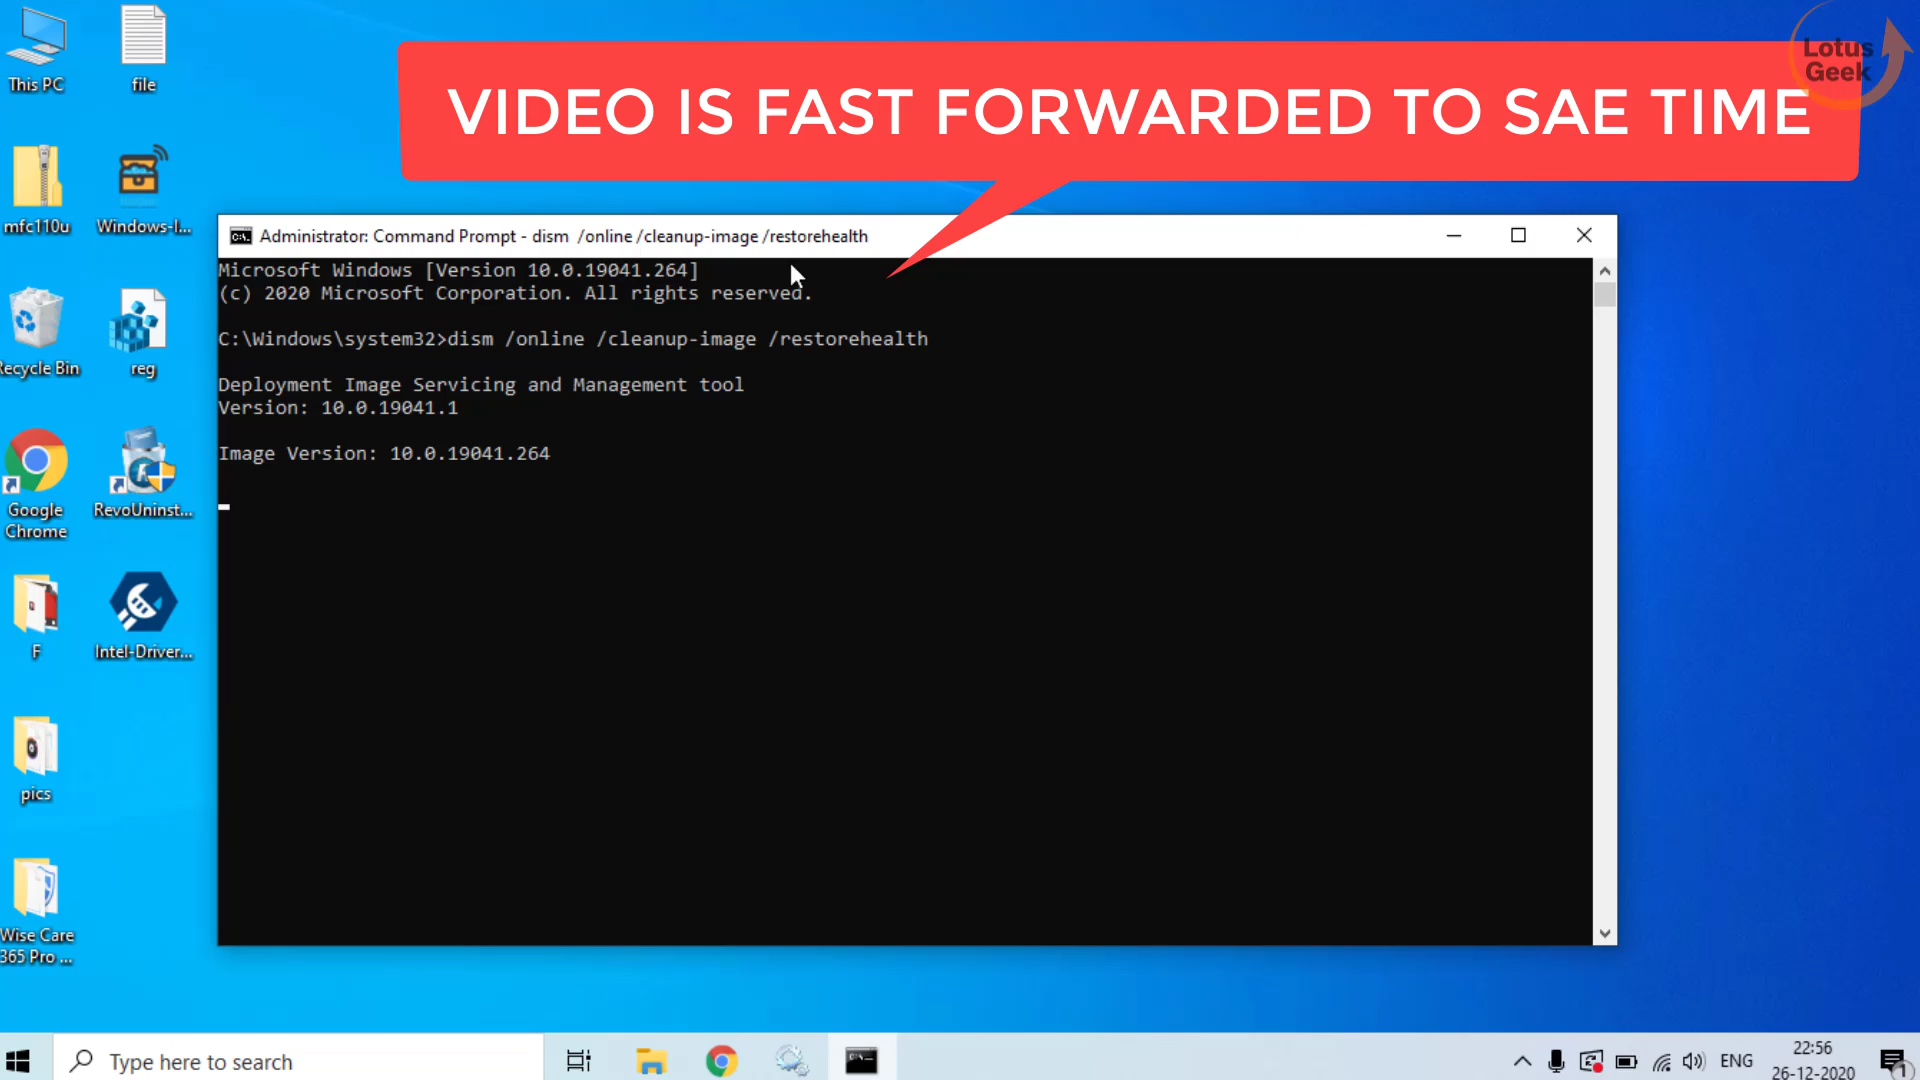 This PC
file
Lotus
Geek
VIDEO IS FAST FORWARDED TO SAE TIME
mfc110u
Windows-I...
Administrator: Command Prompt - dism  /online /cleanup-image /restorehealth
Microsoft Windows [Version 10.0.19041.264]
(c) 2020 Microsoft Corporation. All rights reserved.
C:\Windows\system32>dism /online /cleanup-image /restorehealth
Deployment Image Servicing and Management tool
Version: 10.0.19041.1
Image Version: 10.0.19041.264
Recycle Bin
reg
Google
Chrome
RevoUninst...
F
Intel-Driver...
pics
Wise Care
365 Pro ...
Type here to search
ENG
22:56
26-12-2020
1